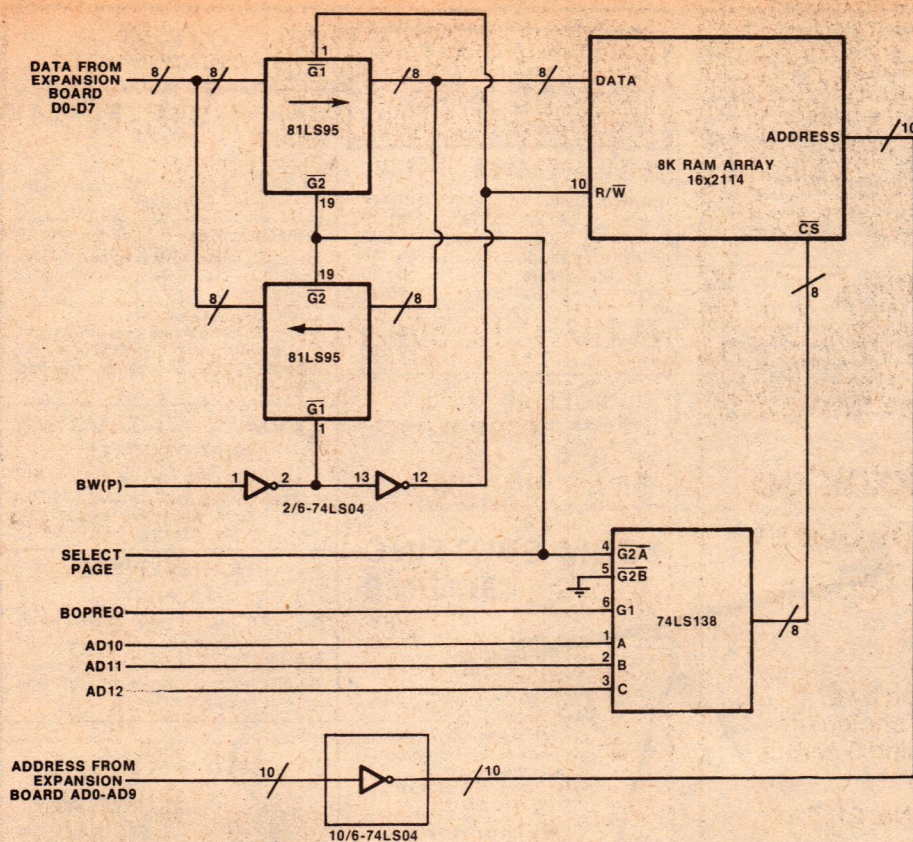 DATA FROM
EXPANSION
BOARD
D0-D7
8
8
1
G1
81LS95
G2
19
8
8
DATA
8K RAM ARRAY
16x2114
ADDRESS
10
10
R/W
CS
8
19
G2
81LS95
G1
1
8
8
BW(P)
1
2
13
12
2/6-74LS04
SELECT
PAGE
4
G2A
5
G2B
BOPREQ
6
G1
74LS138
8
AD10
1
A
AD11
2
B
AD12
3
C
ADDRESS FROM
EXPANSION
BOARD AD0-AD9
10
10
10/6-74LS04